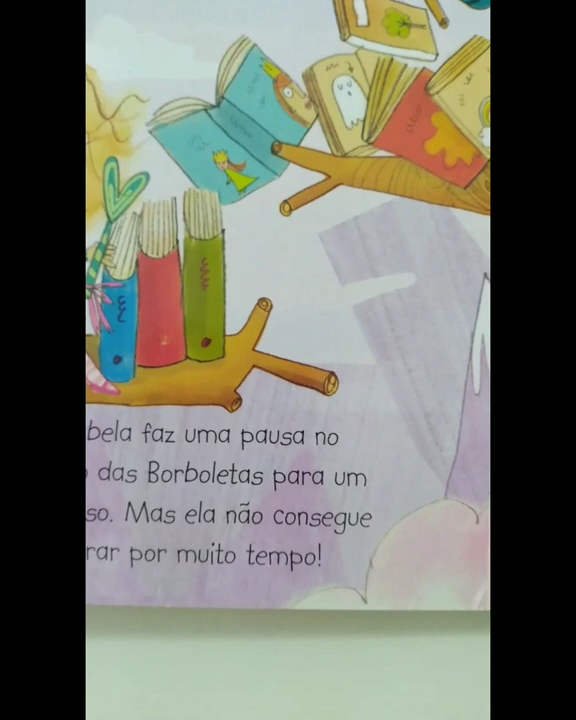 bela faz uma pausa no
das Borboletas para um
so. Mas ela não consegue
rar por muito tempo!